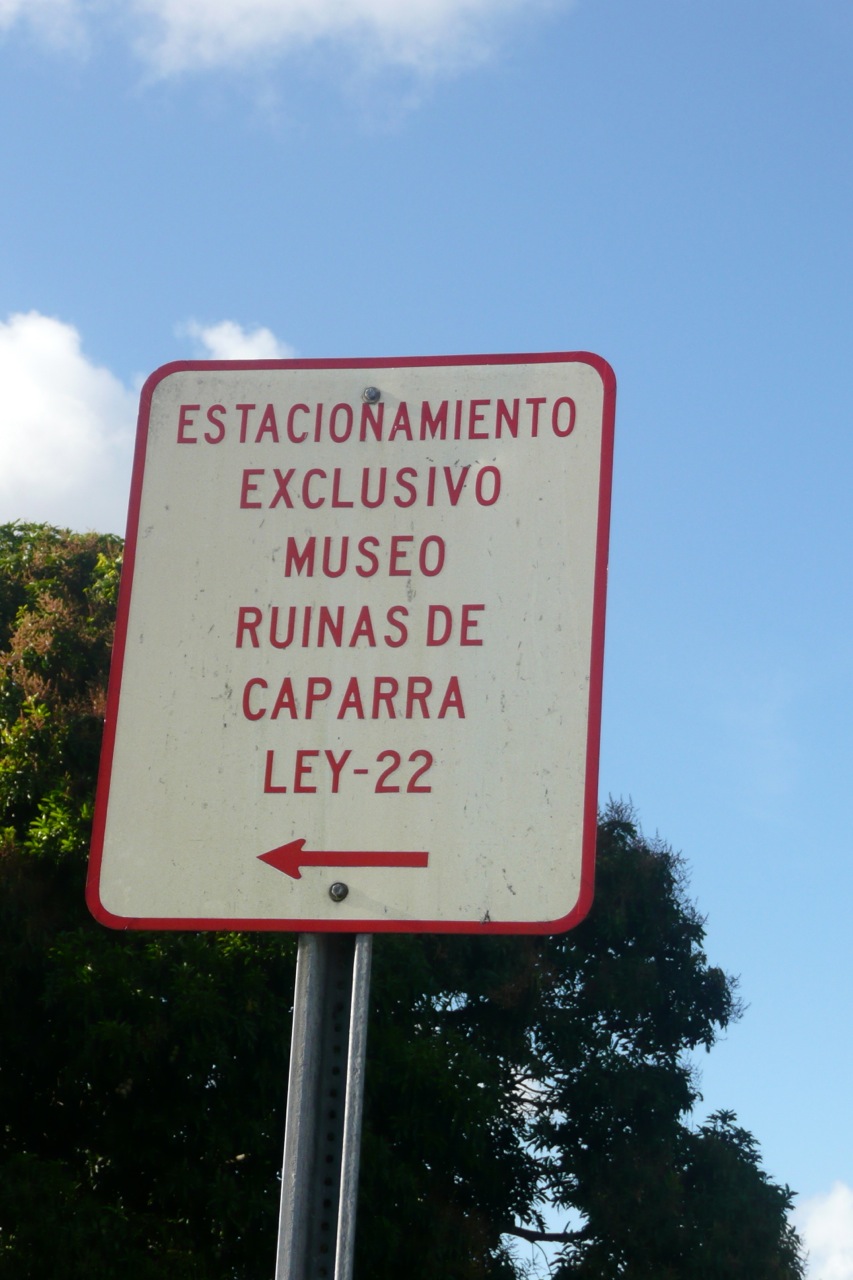 ESTACIONAMIENTO
EXCLUSIVO
MUSEO
RUINAS DE
CAPARRA
LEY-22